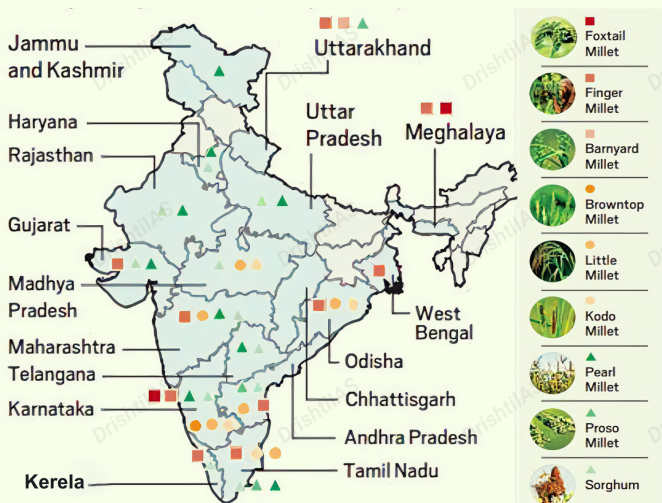 Jammu
and Kashmir
Uttarakhand
Haryana
Uttar
Pradesh
Meghalaya
Rajasthan
Gujarat
Madhya
Pradesh
West
Bengal
Maharashtra
Odisha
Telangana
Chhattisgarh
Karnataka
Andhra Pradesh
Kerela
Tamil Nadu
Foxtail
Millet
Finger
Millet
Barnyard
Millet
Browntop
Millet
Little
Millet
Kodo
Millet
Pearl
Millet
Proso
Millet
Sorghum
DrishtiIAS